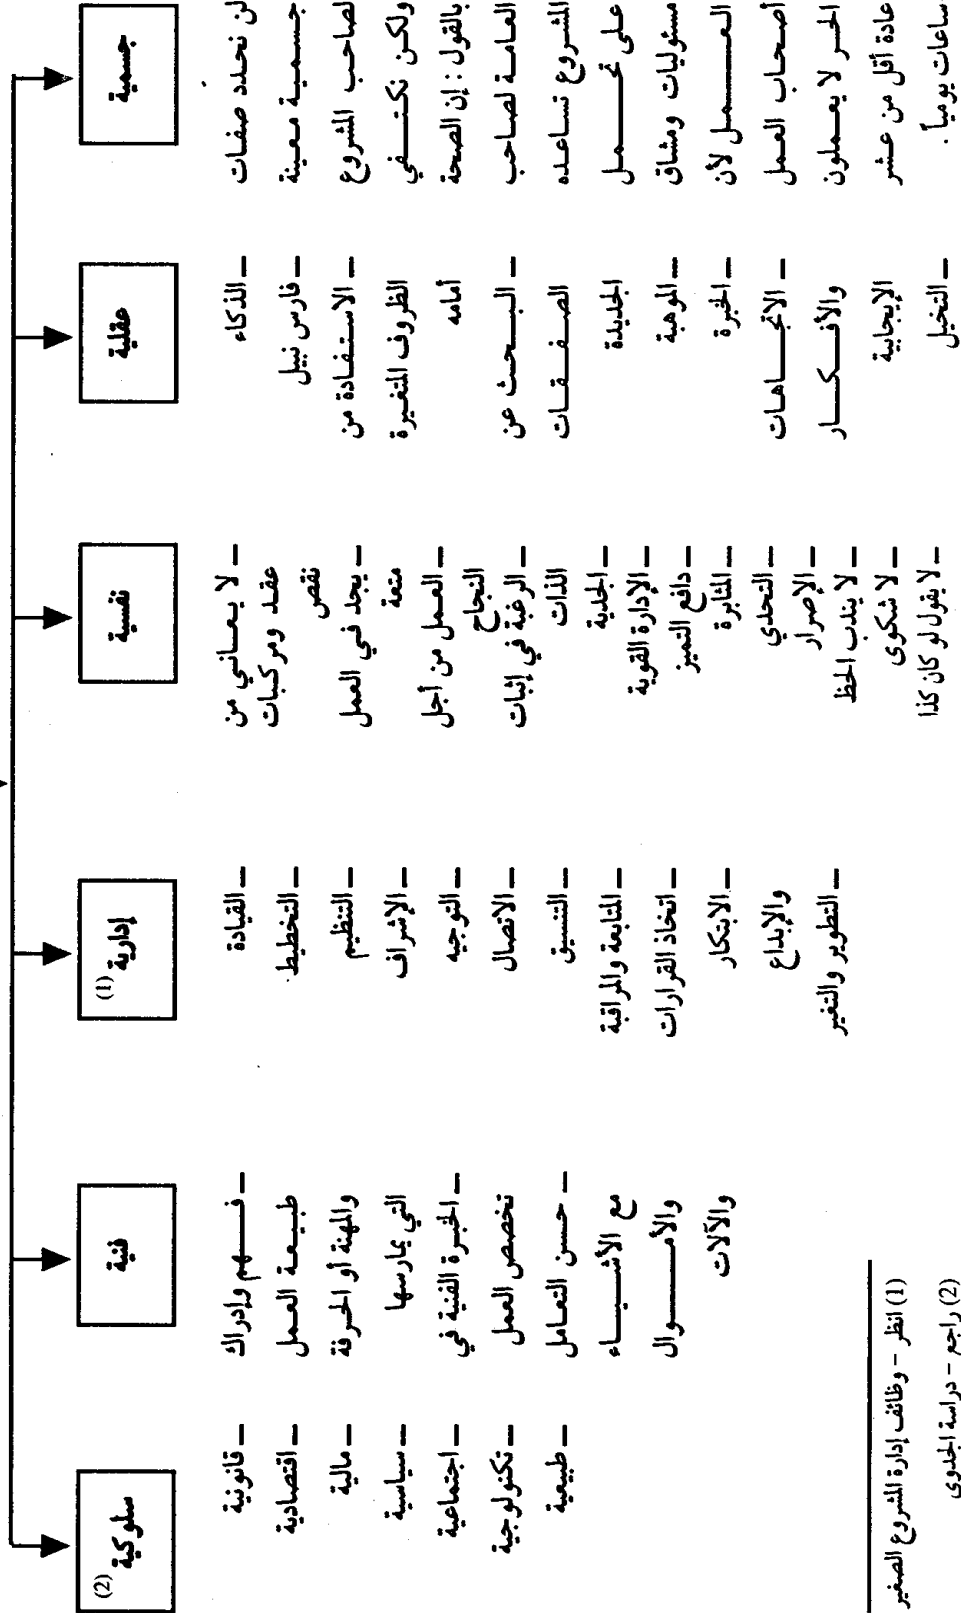 جسمية
لن نحدد صفات
جسمية معينة
لصاحب المشروع
ولكن نكتفي
بالقول : إن الصحة
العامة لصاحب
المشروع تساعده
على تحمل
مسئوليات ومشاق
العمل لأن
أصحاب العمل
الحر لا يعملون
عادة أقل من عشر
ساعات يومياً .
عقلية
ـ الذكاء
ـ فارس نبيل
ـ الاستفادة من
الظروف المتغيرة
أمامه
ـ البحث عن
الصفقات
الجديدة
ـ الموهبة
ـ الخبرة
ـ الاتجاهات
والأفكار
الإيجابية
ـ التخيل
نفسية
ـ لا يعاني من
عقد ومركبات
نقص
ـ يجد في العمل
متعة
ـ العمل من أجل
النجاح
ـ الرغبة في إثبات
الذات
ـ الجدية
ـ الإدارة القوية
ـ دافع التميز
ـ المثابرة
ـ التحدي
ـ الإصرار
ـ لا يندب الحظ
ـ لا شكوى
ـ لا يقول لو كان كذا
إدارية (1)
ـ القيادة
ـ التخطيط
ـ التنظيم
ـ الإشراف
ـ التوجيه
ـ الاتصال
ـ التنسيق
ـ المتابعة والمراقبة
ـ اتخاذ القرارات
ـ الابتكار
والإبداع
ـ التطوير والتغير
فنية
ـ فهم وإدراك
طبيعة العمل
والمهنة أو الحرفة
التي يمارسها
ـ الخبرة الفنية في
تخصص العمل
ـ حسن التعامل
مع الأشياء
والأموال
والآلات
سلوكية (2)
ـ قانونية
ـ اقتصادية
ـ مالية
ـ سياسية
ـ اجتماعية
ـ تكنولوجية
ـ طبيعية
(1) انظر – وظائف إدارة المشروع الصغير
(2) راجع – دراسة الجدوى